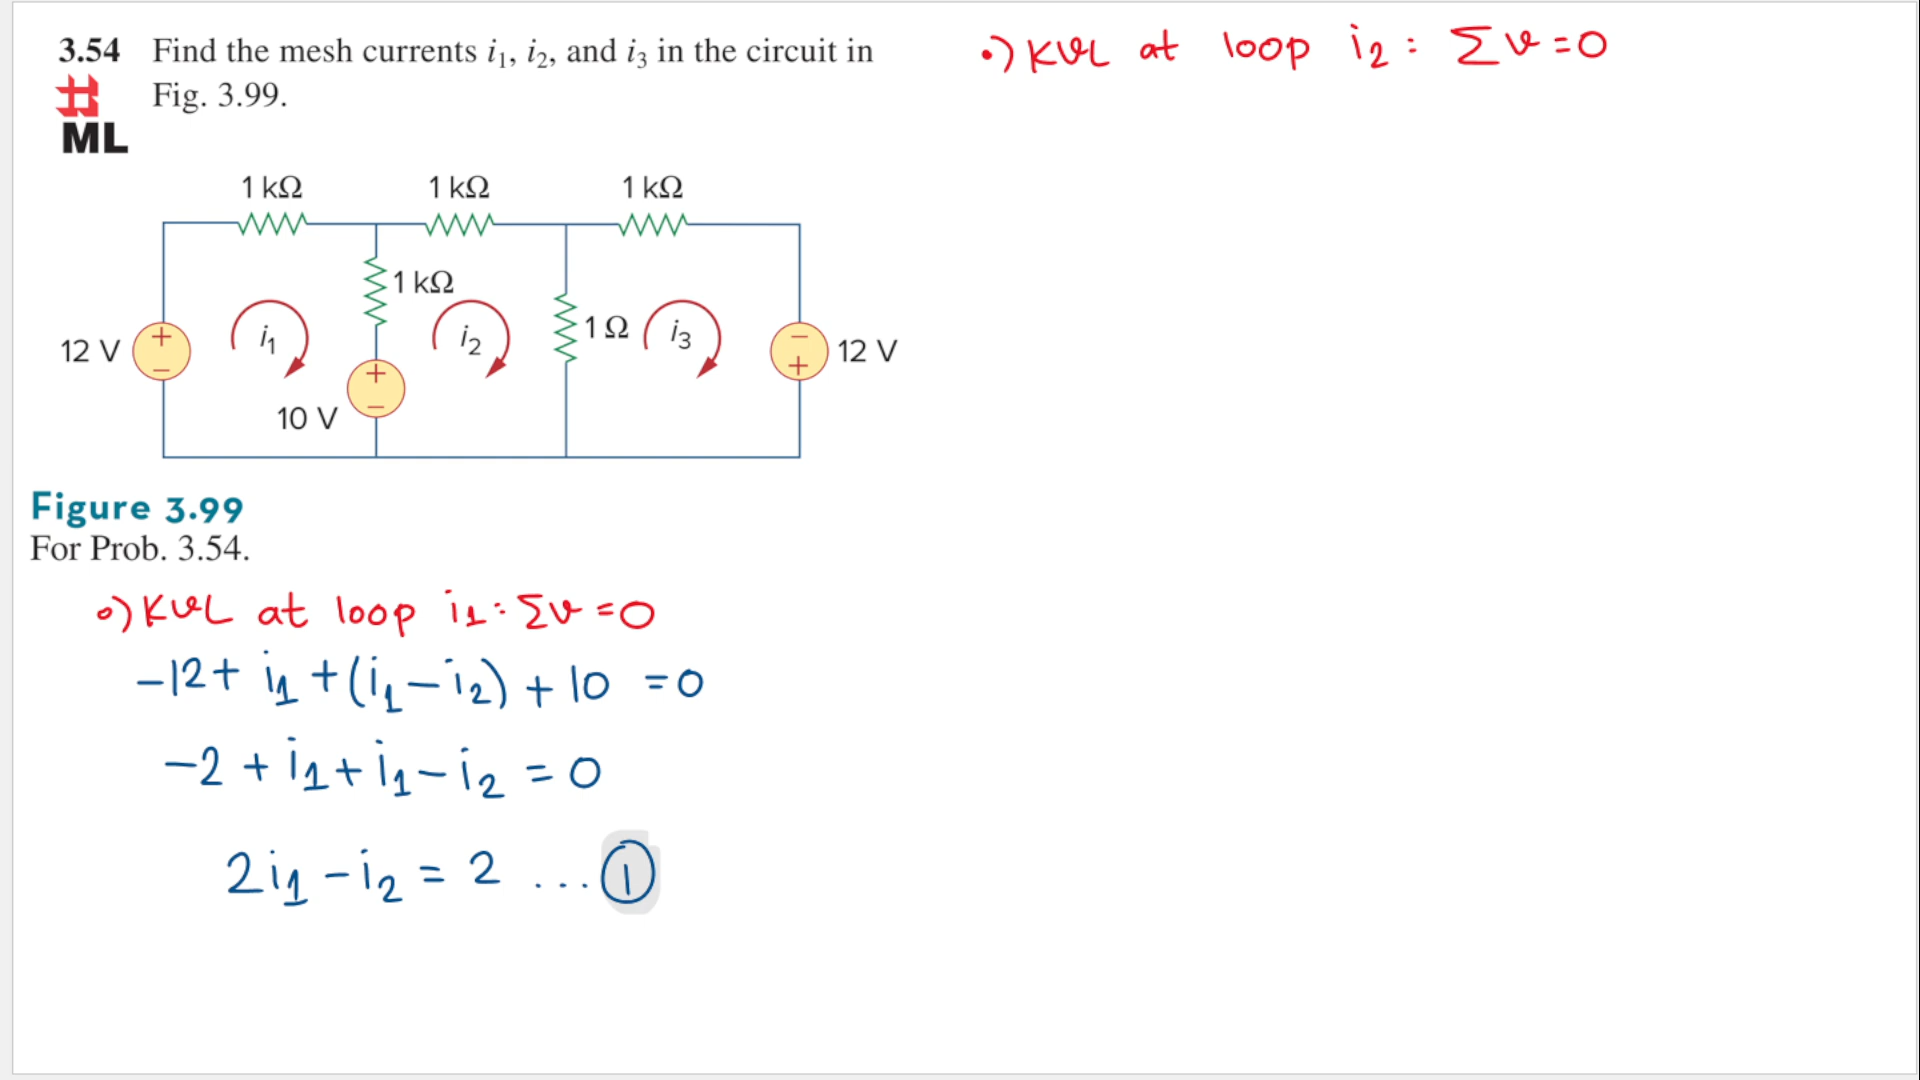 3.54 Find the mesh currents i₁, i₂, and i₃ in the circuit in
Fig. 3.99.
ML
1 kΩ 1 kΩ 1 kΩ
1 kΩ
12 V + − i₁ i₂ 1 Ω i₃ − + 12 V
+ −
10 V
Figure 3.99
For Prob. 3.54.
∘) KVL at loop i₁: Σv = 0
−12 + i₁ + (i₁ − i₂) + 10 = 0
−2 + i₁ + i₁ − i₂ = 0
2i₁ − i₂ = 2 ... ①
•) KVL at loop i₂: Σv = 0